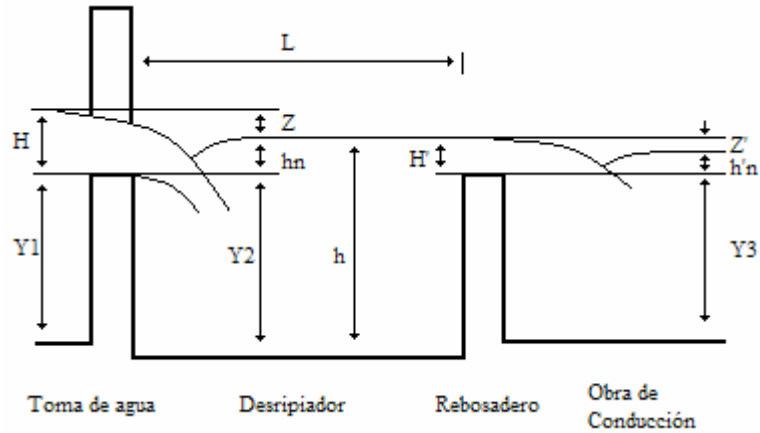 L
H
Z
hn
H'
Z'
h'n
Y1
Y2
h
Y3
Toma de agua
Desripiador
Rebosadero
Obra de
Conducción